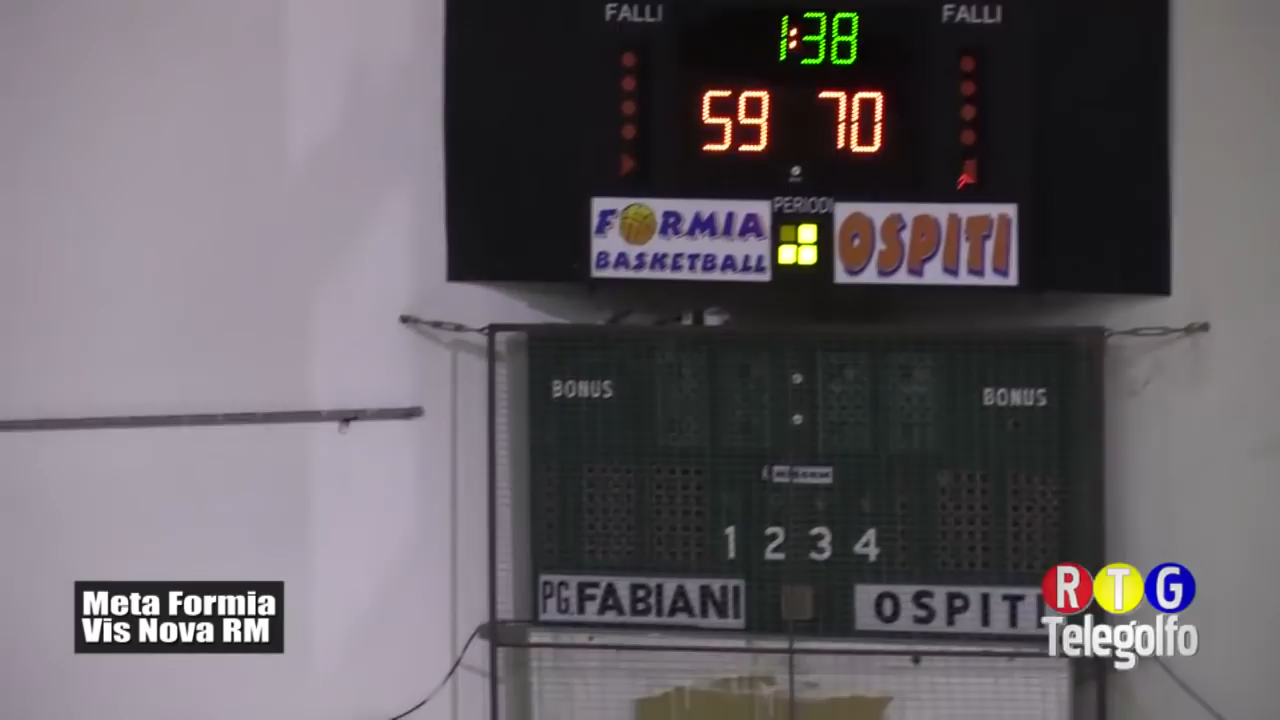 FALLI FALLI
1:38
59 70
PERIODI
FORMIA
BASKETBALL
OSPITI
BONUS BONUS
1 2 3 4
P.G.FABIANI OSPITI
Meta Formia
Vis Nova RM
RTG
Telegolfo